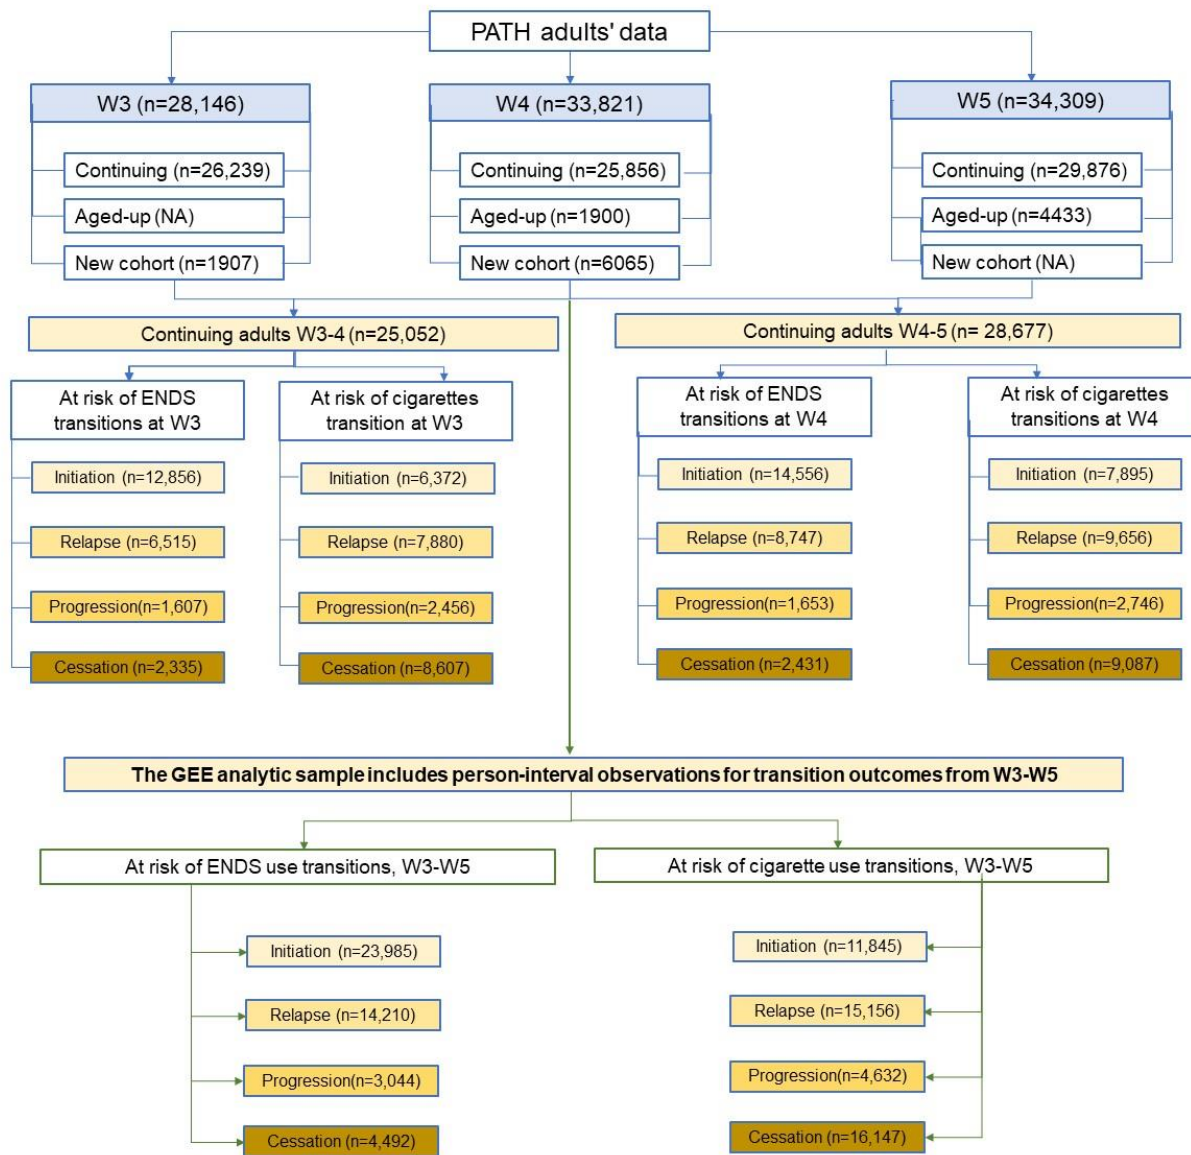 PATH adults' data
W3 (n=28,146)
Continuing (n=26,239)
Aged-up (NA)
New cohort (n=1907)
W4 (n=33,821)
Continuing (n=25,856)
Aged-up (n=1900)
New cohort (n=6065)
W5 (n=34,309)
Continuing (n=29,876)
Aged-up (n=4433)
New cohort (NA)
Continuing adults W3-4 (n=25,052)
At risk of ENDS
transitions at W3
Initiation (n=12,856)
Relapse (n=6,515)
Progression(n=1,607)
Cessation (n=2,335)
At risk of cigarettes
transition at W3
Initiation (n=6,372)
Relapse (n=7,880)
Progression(n=2,456)
Cessation (n=8,607)
Continuing adults W4-5 (n= 28,677)
At risk of ENDS
transitions at W4
Initiation (n=14,556)
Relapse (n=8,747)
Progression(n=1,653)
Cessation (n=2,431)
At risk of cigarettes
transitions at W4
Initiation (n=7,895)
Relapse (n=9,656)
Progression(n=2,746)
Cessation (n=9,087)
The GEE analytic sample includes person-interval observations for transition outcomes from W3-W5
At risk of ENDS use transitions, W3-W5
Initiation (n=23,985)
Relapse (n=14,210)
Progression(n=3,044)
Cessation (n=4,492)
At risk of cigarette use transitions, W3-W5
Initiation (n=11,845)
Relapse (n=15,156)
Progression(n=4,632)
Cessation (n=16,147)